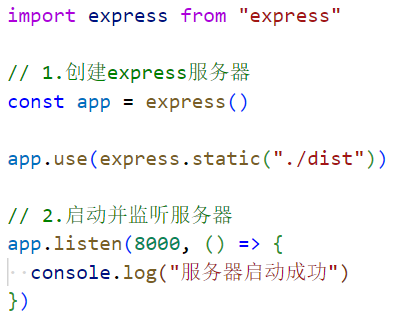 import express from "express"
// 1.创建express服务器
const app = express()
app.use(express.static("./dist"))
// 2.启动并监听服务器
app.listen(8000, () => {
  console.log("服务器启动成功")
})